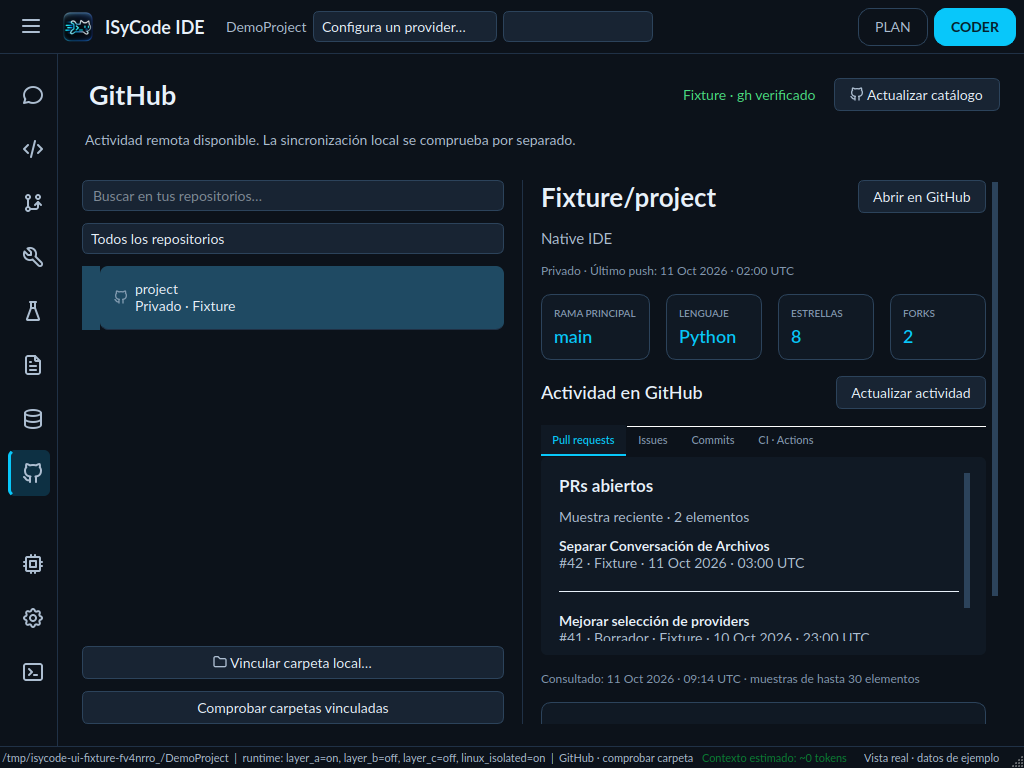 ISyCode IDE DemoProject Configura un provider... PLAN CODER
GitHub
Fixture · gh verificado
Actualizar catálogo
Actividad remota disponible. La sincronización local se comprueba por separado.
Buscar en tus repositorios...
Todos los repositorios
project
Privado · Fixture
Vincular carpeta local...
Comprobar carpetas vinculadas
Fixture/project
Abrir en GitHub
Native IDE
Privado · Último push: 11 Oct 2026 · 02:00 UTC
RAMA PRINCIPAL LENGUAJE ESTRELLAS FORKS
main Python 8 2
Actividad en GitHub
Actualizar actividad
Pull requests Issues Commits CI · Actions
PRs abiertos
Muestra reciente · 2 elementos
Separar Conversación de Archivos
#42 · Fixture · 11 Oct 2026 · 03:00 UTC
Mejorar selección de providers
#41 · Borrador · Fixture · 10 Oct 2026 · 23:00 UTC
Consultado: 11 Oct 2026 · 09:14 UTC · muestras de hasta 30 elementos
/tmp/isycode-ui-fixture-fv4nrro_/DemoProject | runtime: layer_a=on, layer_b=off, layer_c=off, linux_isolated=on | GitHub · comprobar carpeta Contexto estimado: ~0 tokens Vista real · datos de ejemplo